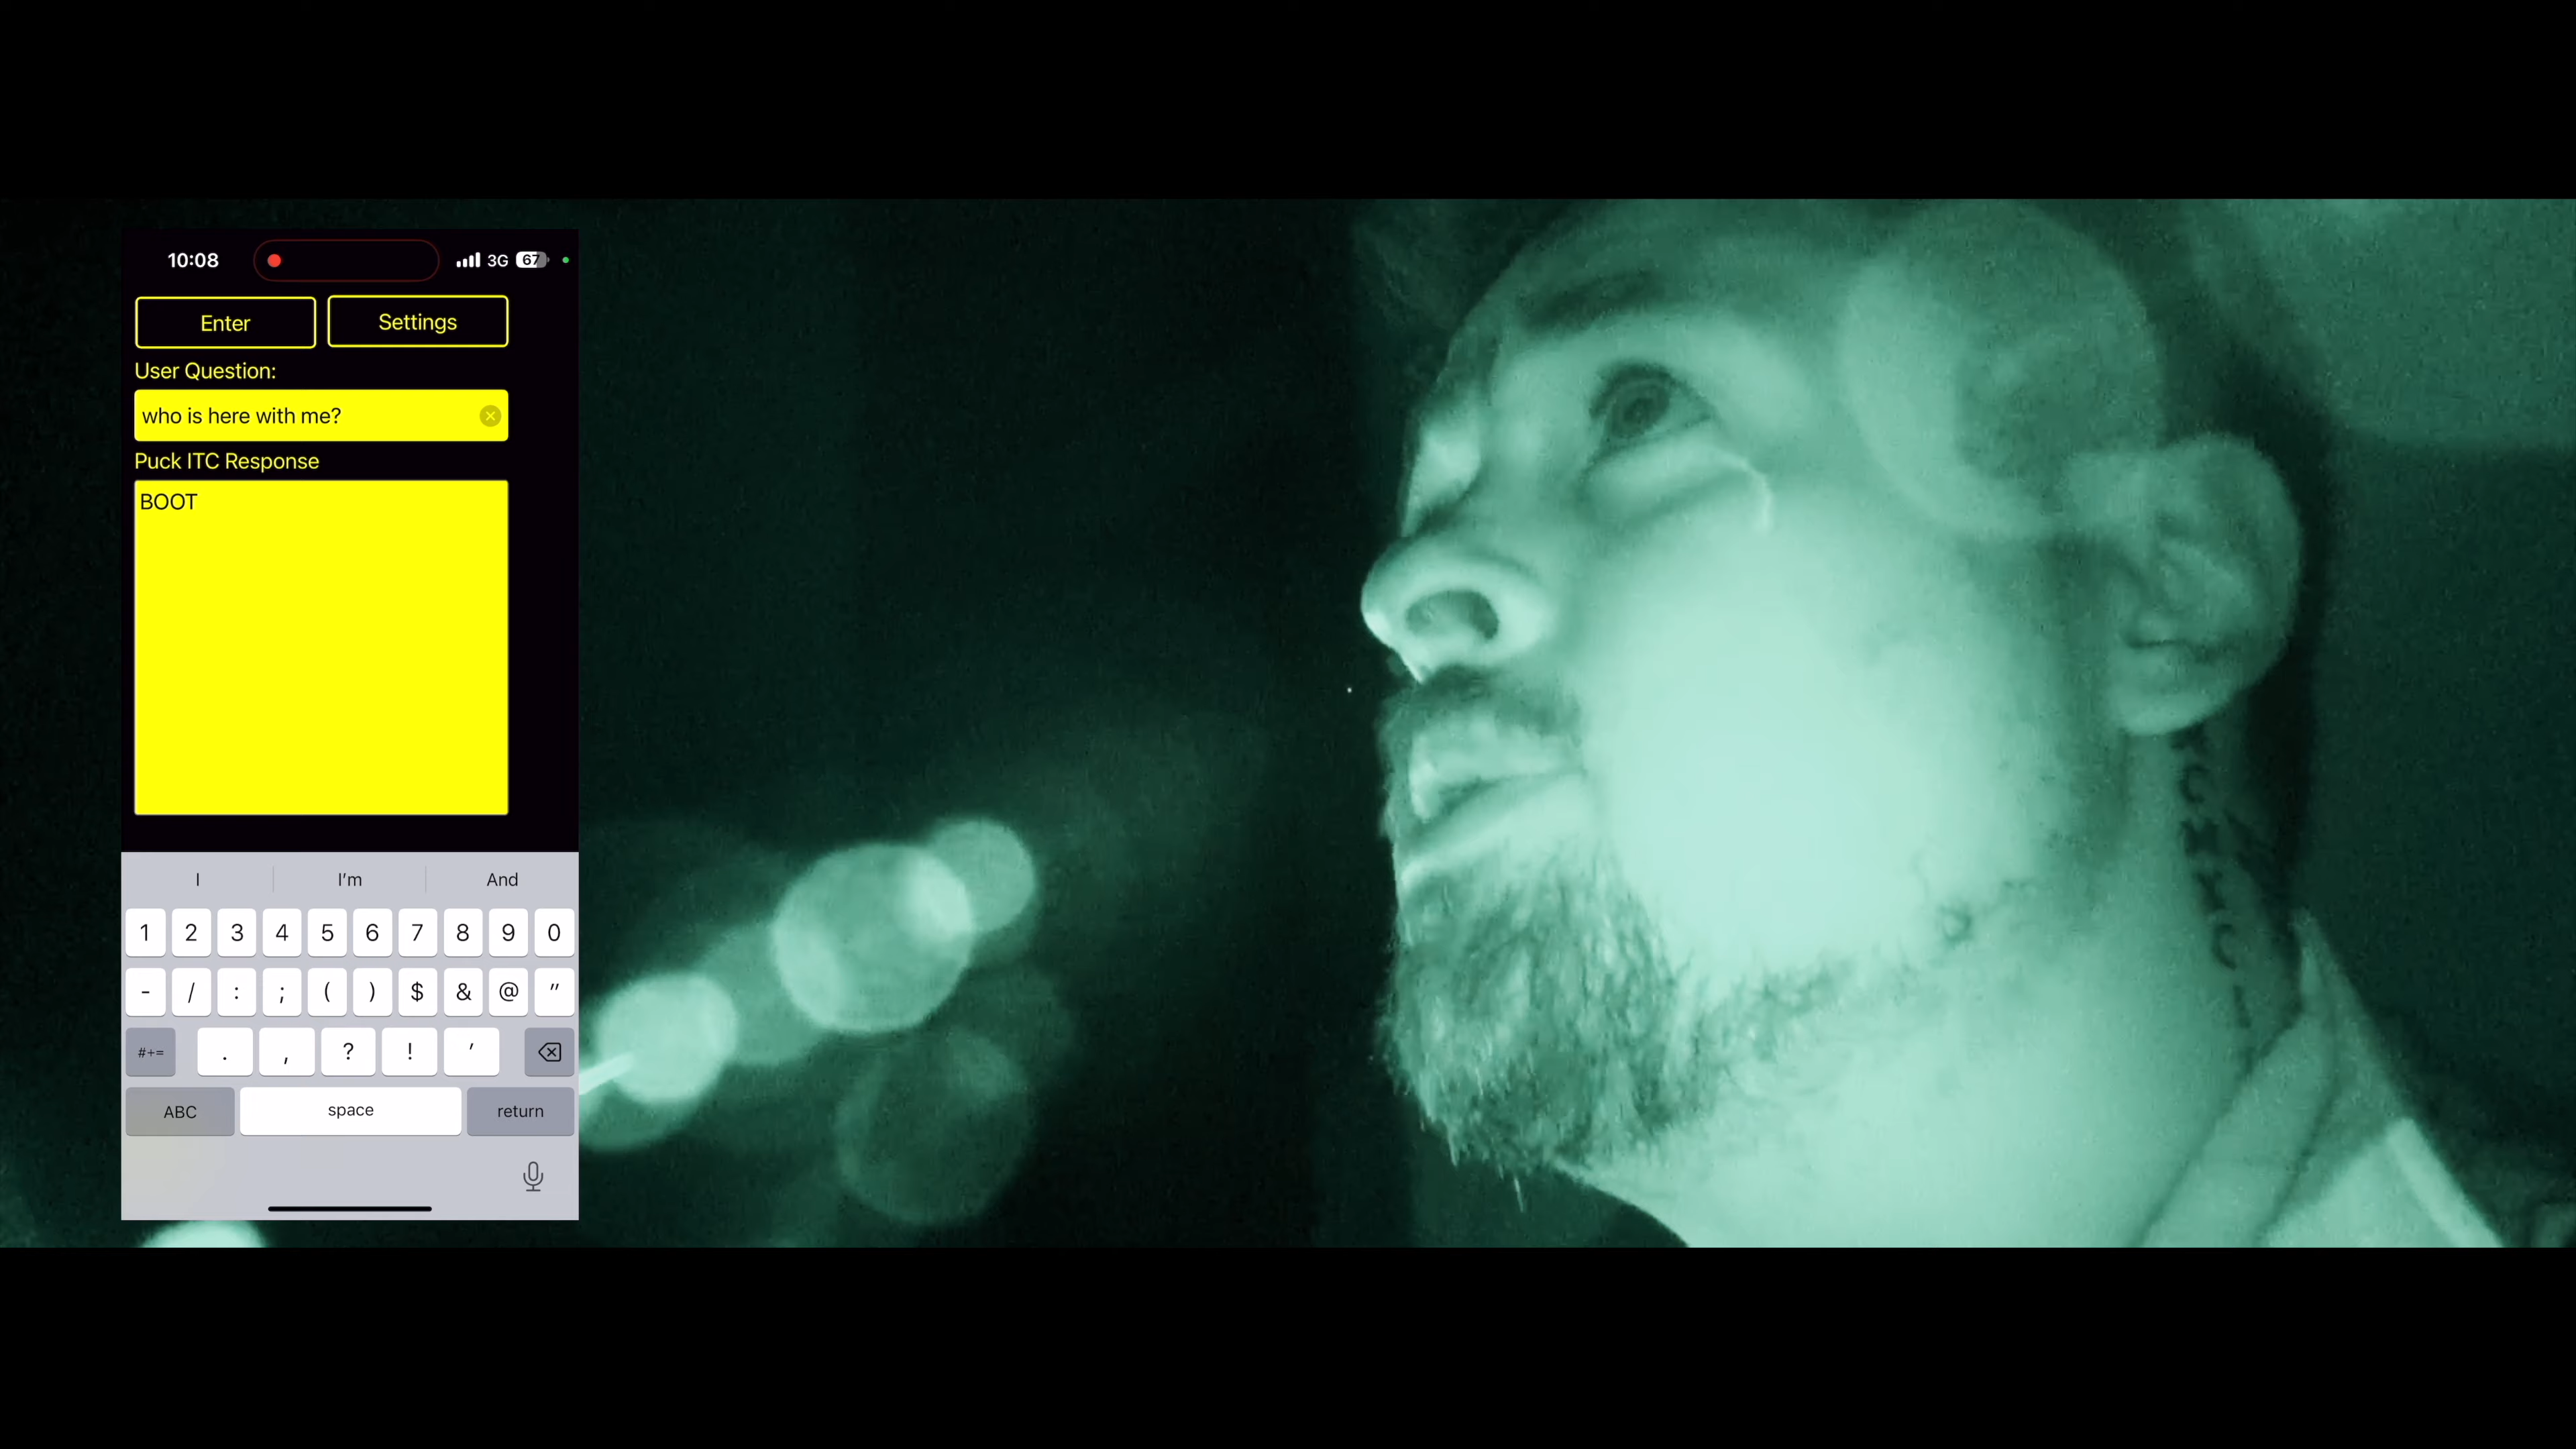 10:08
3G 67
Enter
Settings
User Question:
who is here with me?
Puck ITC Response
BOOT
I I'm And
1 2 3 4 5 6 7 8 9 0
- / : ; ( ) $ & @ "
#+= . , ? ! '
ABC space return